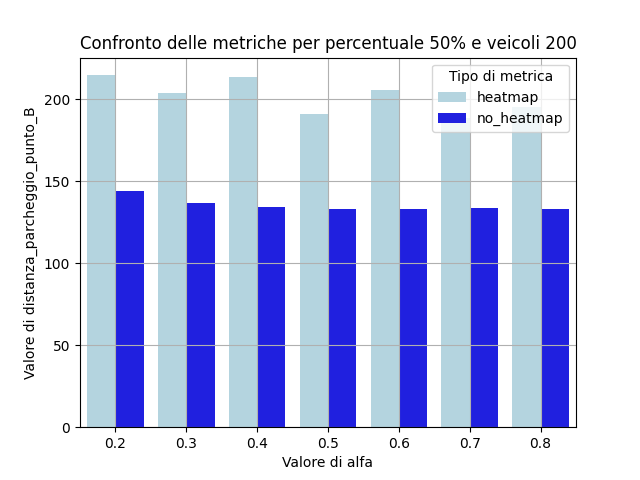 Confronto delle metriche per percentuale 50% e veicoli 200
Valore di distanza_parcheggio_punto_B
200
150
100
50
0
Tipo di metrica
heatmap
no_heatmap
0.2 0.3 0.4 0.5 0.6 0.7 0.8
Valore di alfa